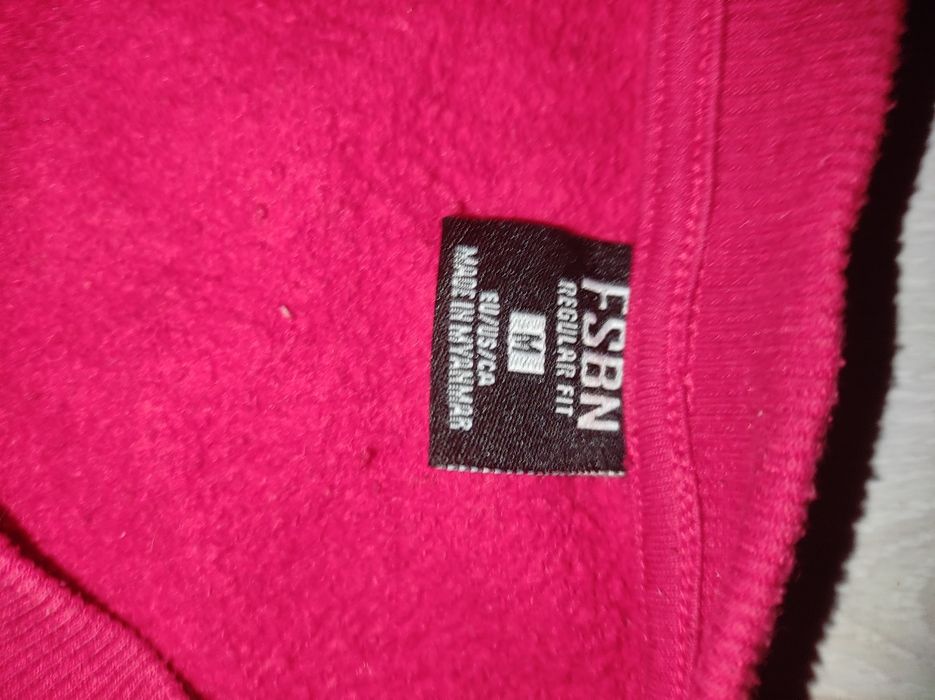 FSBN
REGULAR FIT
M
EU/US/CA
MADE IN MYANMAR